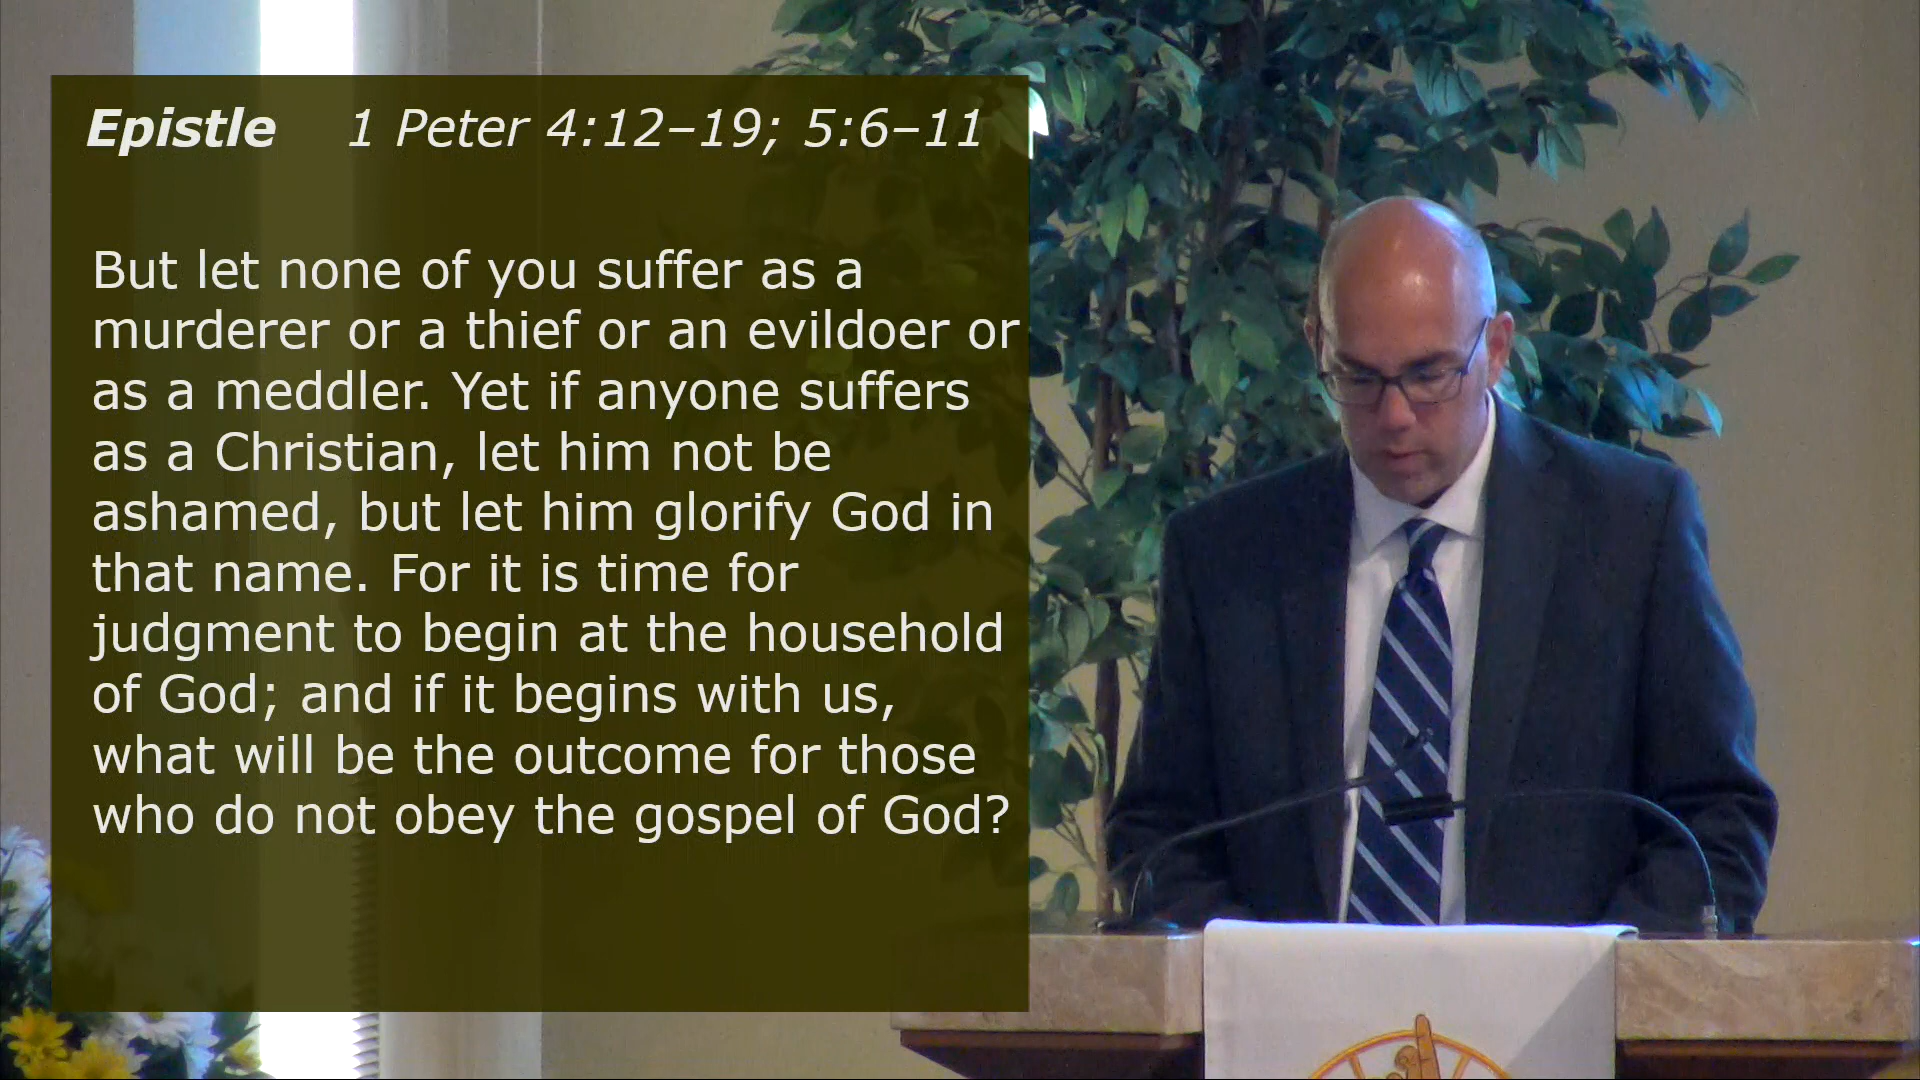 Epistle 1 Peter 4:12–19; 5:6–11
But let none of you suffer as a
murderer or a thief or an evildoer or
as a meddler. Yet if anyone suffers
as a Christian, let him not be
ashamed, but let him glorify God in
that name. For it is time for
judgment to begin at the household
of God; and if it begins with us,
what will be the outcome for those
who do not obey the gospel of God?